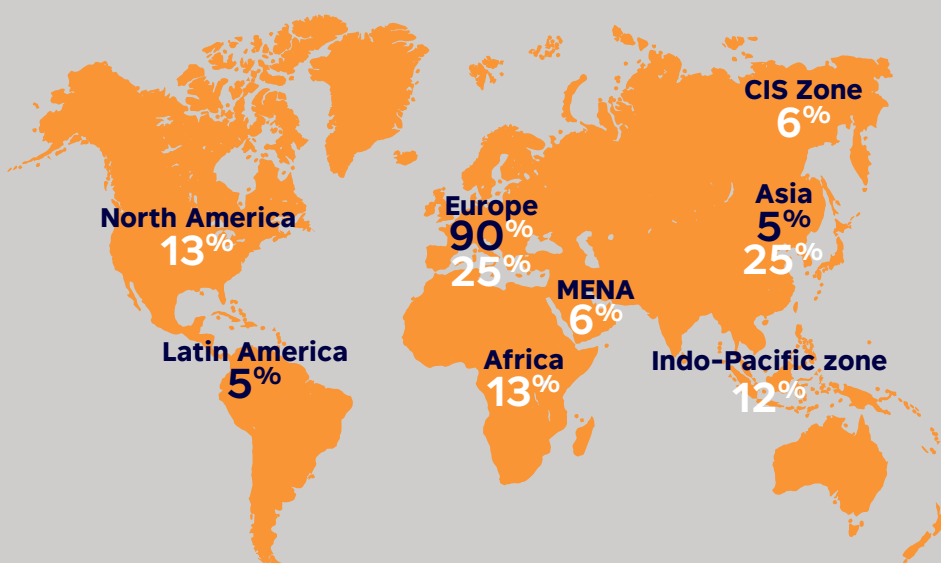 CIS Zone
6%
Asia
5%
25%
North America
13%
Europe
90%
25%
MENA
6%
Latin America
5%
Africa
13%
Indo-Pacific zone
12%